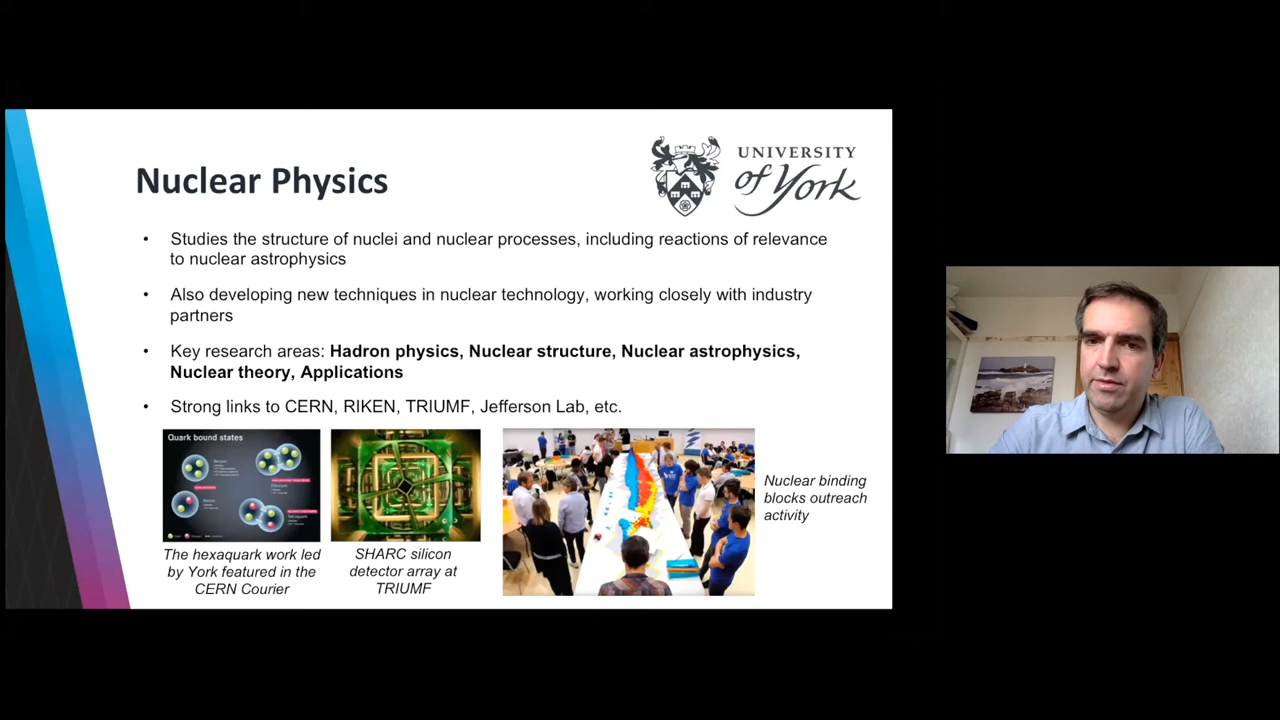 Nuclear Physics
UNIVERSITY
of York
• Studies the structure of nuclei and nuclear processes, including reactions of relevance
to nuclear astrophysics
• Also developing new techniques in nuclear technology, working closely with industry
partners
• Key research areas: Hadron physics, Nuclear structure, Nuclear astrophysics,
Nuclear theory, Applications
• Strong links to CERN, RIKEN, TRIUMF, Jefferson Lab, etc.
Quark bound states
The hexaquark work led
by York featured in the
CERN Courier
SHARC silicon
detector array at
TRIUMF
Nuclear binding
blocks outreach
activity